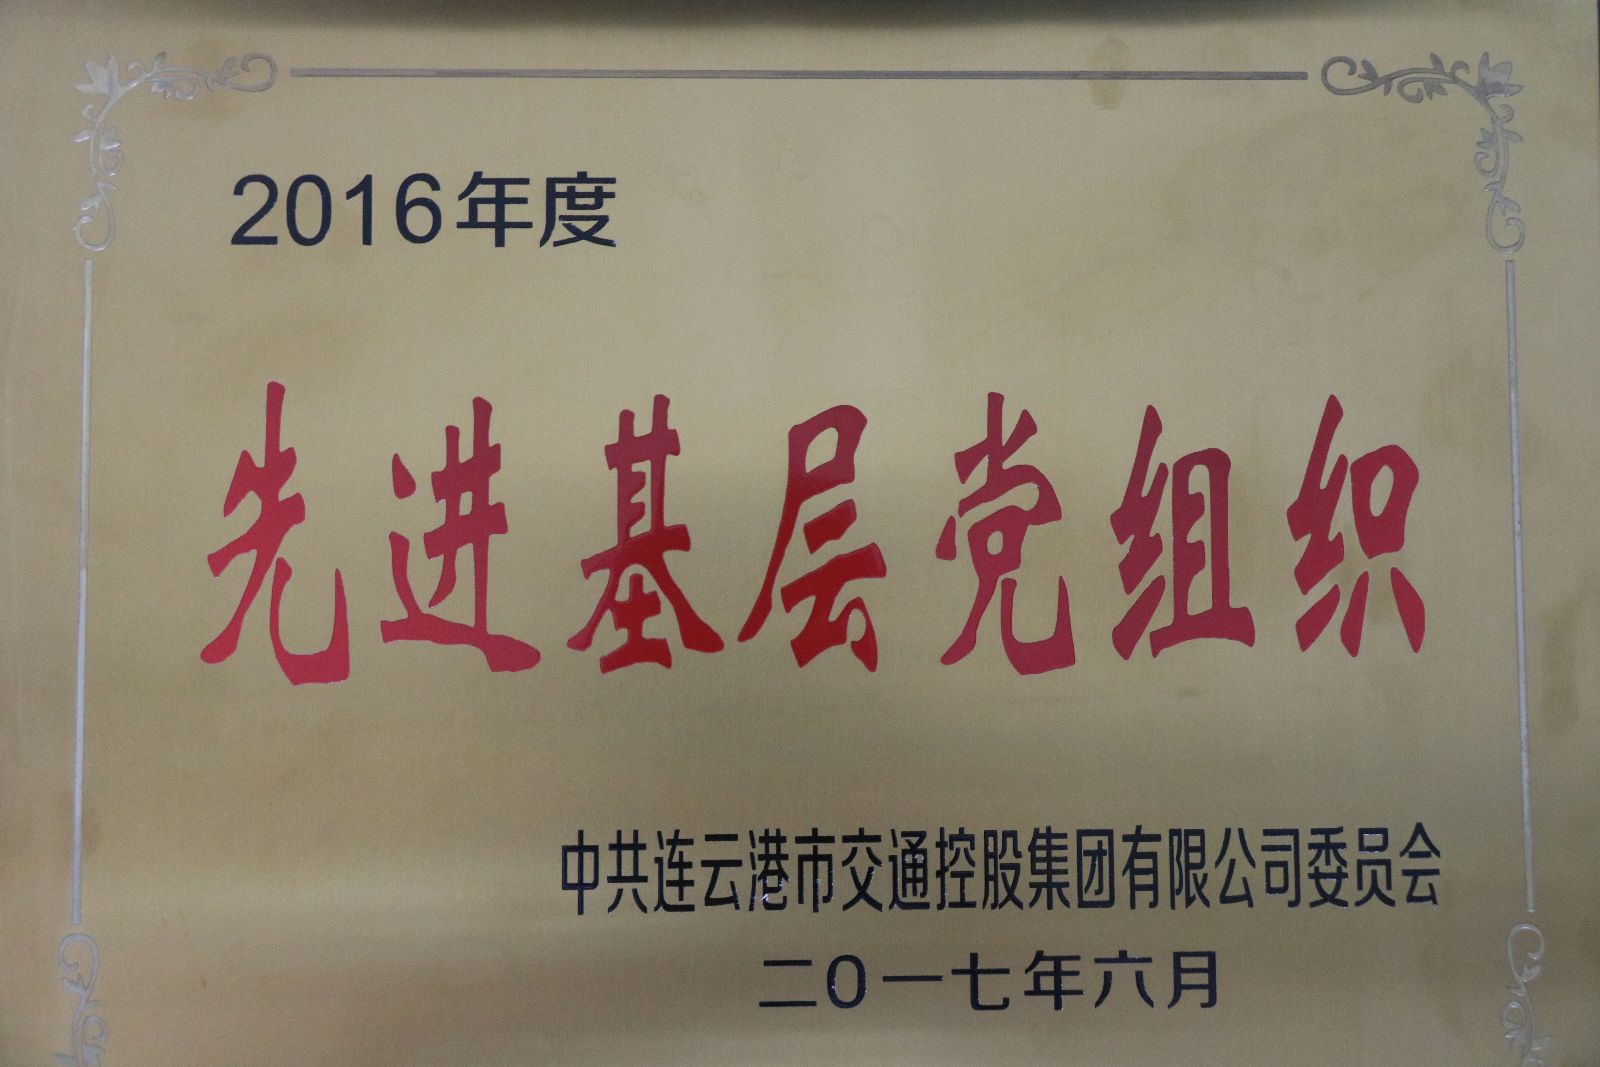 2016年度
先进基层党组织
中共连云港市交通控股集团有限公司委员会
二0一七年六月